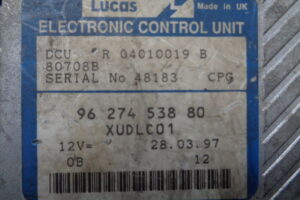 Lucas
Made in UK
ELECTRONIC CONTROL UNIT
DCU R 04010019 B
80708B
SERIAL No 48183 CPG
96 274 538 80
XUDLC01
12V= 28.03.97
0B 12